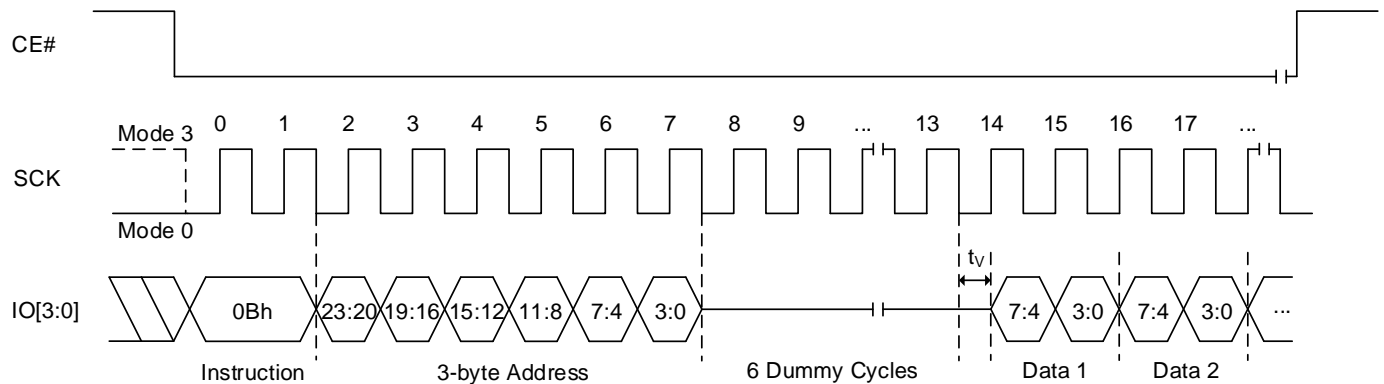 CE#
Mode 3 0 1 2 3 4 5 6 7 8 9 ... 13 14 15 16 17 ...
SCK
Mode 0
tV
IO[3:0] 0Bh 23:20 19:16 15:12 11:8 7:4 3:0 7:4 3:0 7:4 3:0 ...
Instruction 3-byte Address 6 Dummy Cycles Data 1 Data 2